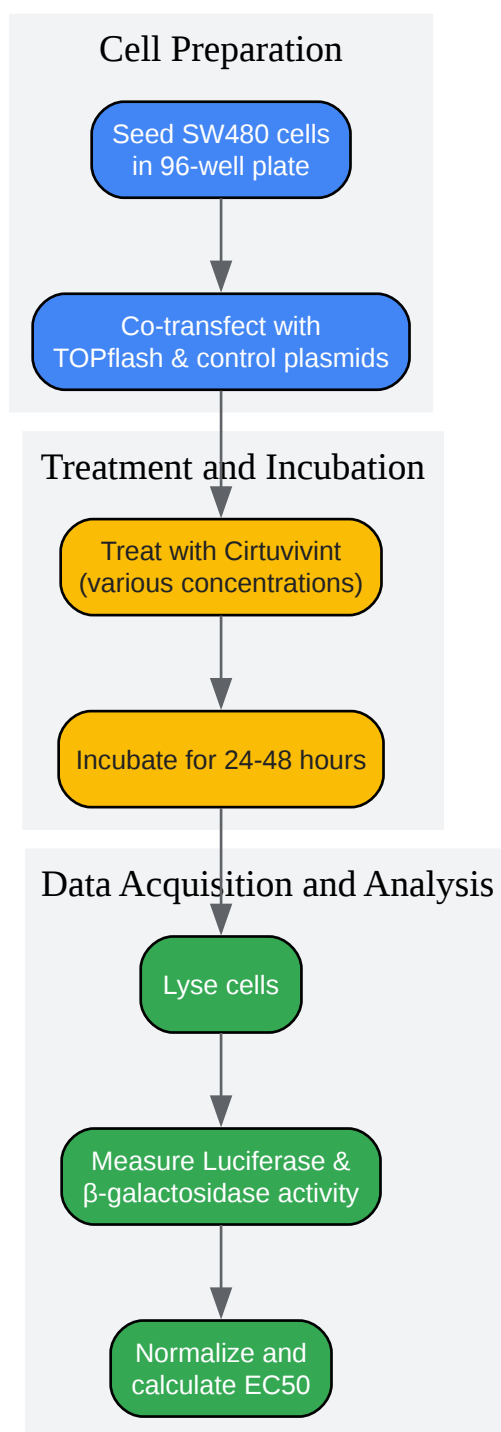 Cell Preparation
Seed SW480 cells
in 96-well plate
Co-transfect with
TOPflash & control plasmids
Treatment and Incubation
Treat with Cirtuvivint
(various concentrations)
Incubate for 24-48 hours
Data Acquisition and Analysis
Lyse cells
Measure Luciferase &
β-galactosidase activity
Normalize and
calculate EC50